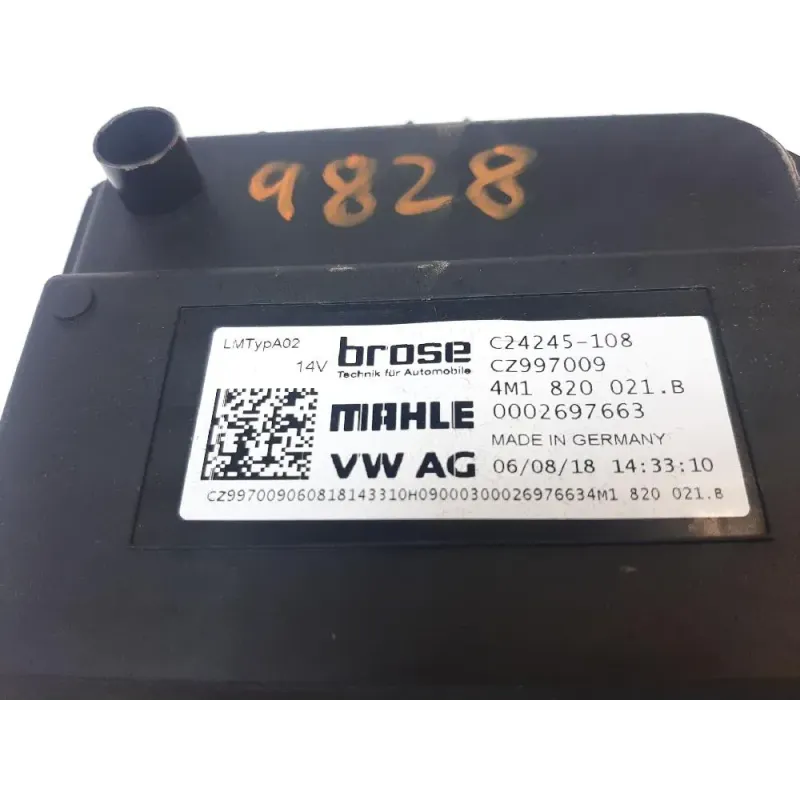 9828
LMTypA02
14V
brose
Technik für Automobile
C24245-108
CZ997009
4M1 820 021.B
MAHLE
0002697663
MADE IN GERMANY
VW AG
06/08/18 14:33:10
CZ997009060818143310H09000300026976634M1 820 021.B